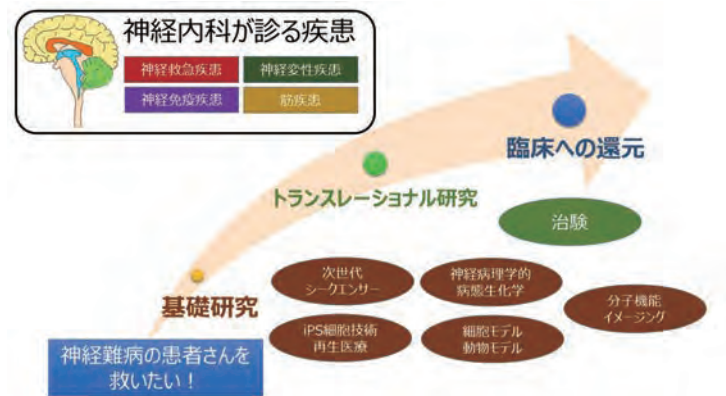 神経内科が診る疾患
神経救急疾患
神経変性疾患
神経免疫疾患
筋疾患
臨床への還元
トランスレーショナル研究
治験
基礎研究
次世代
シークエンサー
神経病理学的
病態生化学
分子機能
イメージング
iPS細胞技術
再生医療
細胞モデル
動物モデル
神経難病の患者さんを
救いたい！